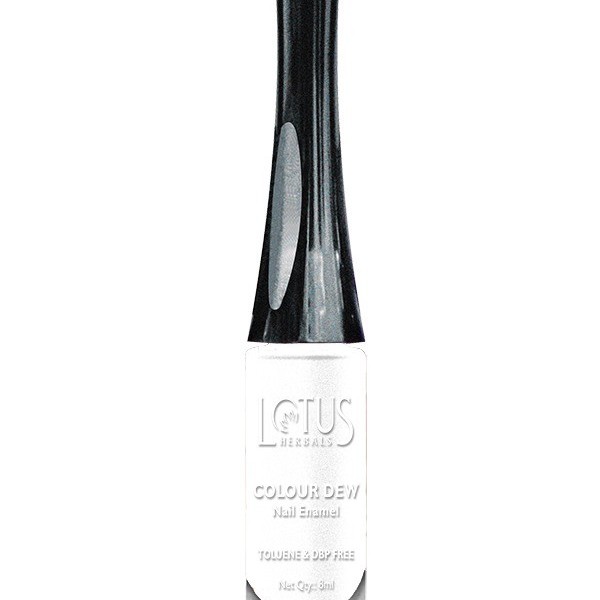 LOTUS
HERBALS
COLOUR DEW
Nail Enamel
TOLUENE & DBP FREE
Net Qty.: 8ml